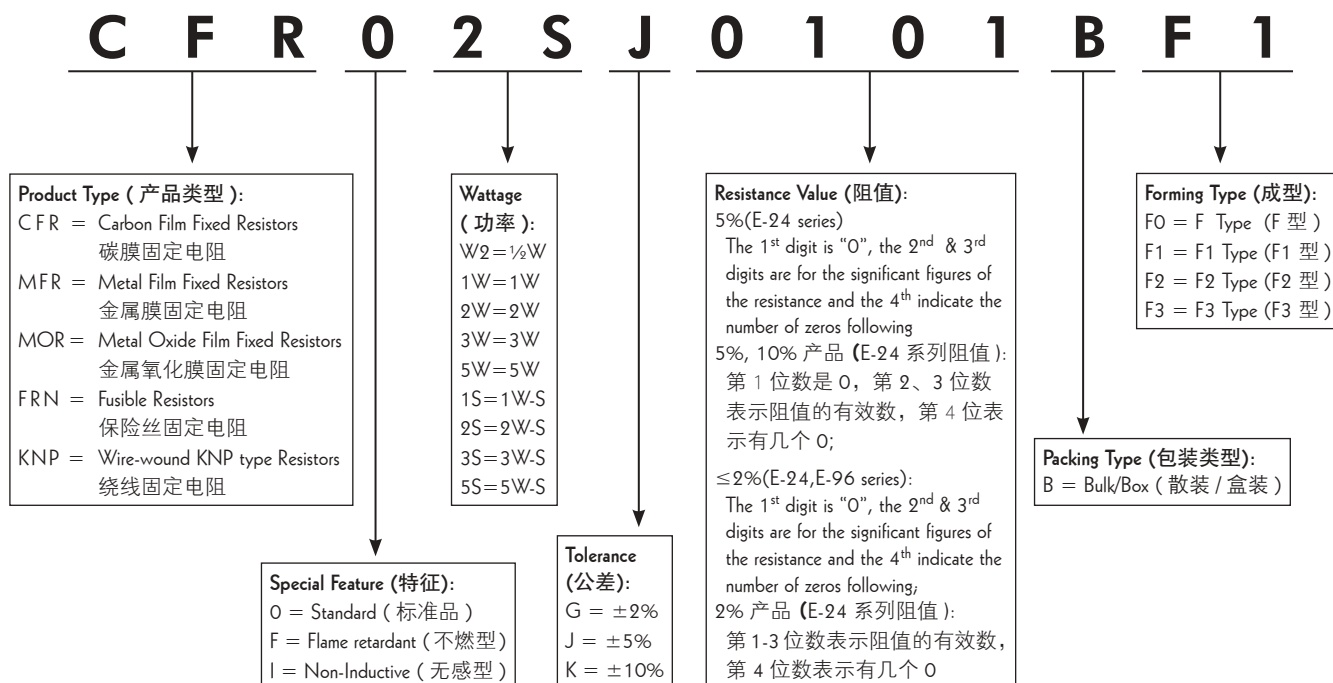 C F R 0 2 S J 0 1 0 1 B F 1
Product Type ( 产品类型 ):
CFR = Carbon Film Fixed Resistors
碳膜固定电阻
MFR = Metal Film Fixed Resistors
金属膜固定电阻
MOR = Metal Oxide Film Fixed Resistors
金属氧化膜固定电阻
FRN = Fusible Resistors
保险丝固定电阻
KNP = Wire-wound KNP type Resistors
绕线固定电阻
Special Feature (特征):
0 = Standard ( 标准品 )
F = Flame retardant ( 不燃型 )
I = Non-Inductive ( 无感型 )
Wattage
( 功率 ):
W2=½W
1W=1W
2W=2W
3W=3W
5W=5W
1S=1W-S
2S=2W-S
3S=3W-S
5S=5W-S
Tolerance
(公差):
G = ±2%
J = ±5%
K = ±10%
Resistance Value (阻值):
5%(E-24 series)
The 1st digit is “0”, the 2nd & 3rd
digits are for the significant figures of
the resistance and the 4th indicate the
number of zeros following
5%, 10% 产品 (E-24 系列阻值 ):
第 1 位数是 0，第 2、3 位数
表示阻值的有效数，第 4 位表
示有几个 0;
≤2%(E-24,E-96 series):
The 1st digit is “0”, the 2nd & 3rd
digits are for the significant figures of
the resistance and the 4th indicate the
number of zeros following;
2% 产品 (E-24 系列阻值 ):
第 1-3 位数表示阻值的有效数，
第 4 位数表示有几个 0
Packing Type (包装类型):
B = Bulk/Box ( 散装 / 盒装 )
Forming Type (成型):
F0 = F Type (F 型 )
F1 = F1 Type (F1 型 )
F2 = F2 Type (F2 型 )
F3 = F3 Type (F3 型 )